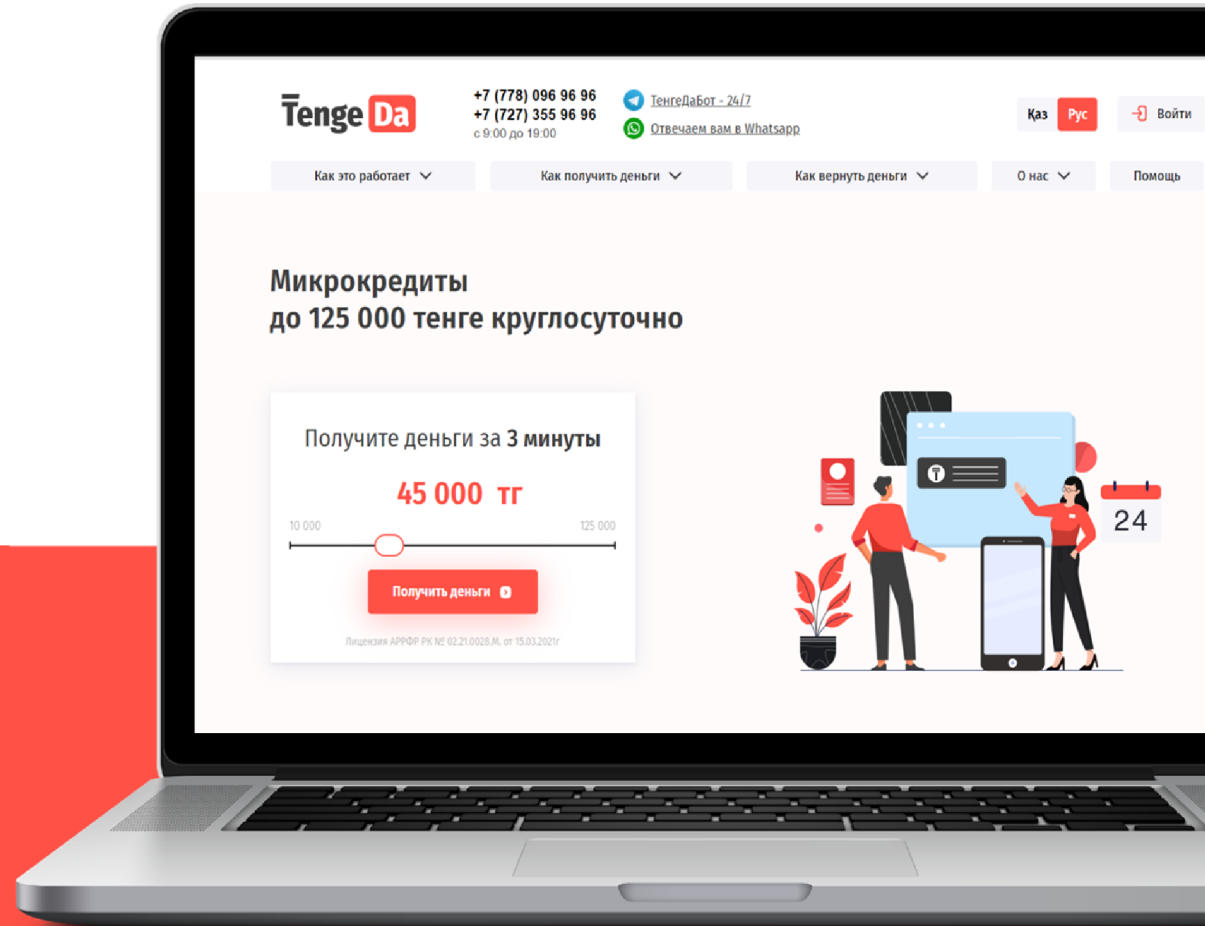 Tenge Da
+7 (778) 096 96 96
+7 (727) 355 96 96
с 9:00 до 19:00
ТенгеДаБот - 24/7
Отвечаем вам в Whatsapp
Қаз Рус
Войти
Как это работает
Как получить деньги
Как вернуть деньги
О нас
Помощь
Микрокредиты
до 125 000 тенге круглосуточно
Получите деньги за 3 минуты
45 000 тг
10 000 125 000
Получить деньги
Лицензия АРРФР РК № 02.21.0028.М, от 15.03.2021г
24